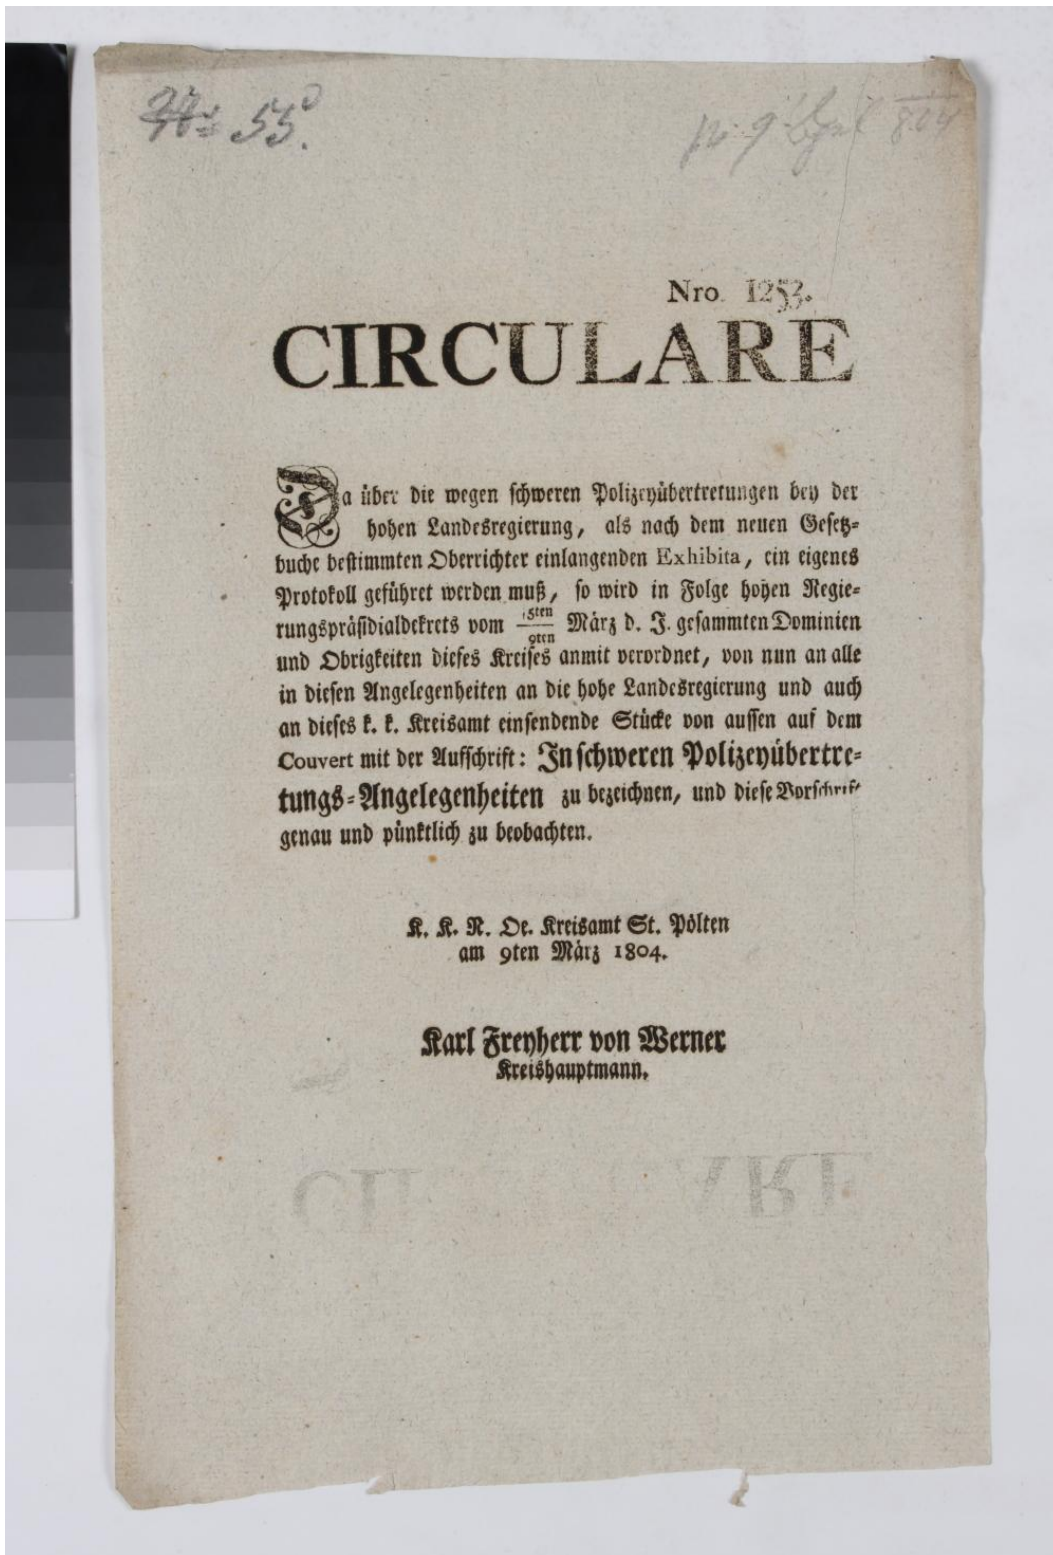 55.
Nro. 1253.
CIRCULARE
Da über die wegen schweren Polizeyübertretungen bey der
hohen Landesregierung, als nach dem neuen Gesetz-
buche bestimmten Oberrichter einlangenden Exhibita, ein eigenes
Protokoll geführet werden muß, so wird in Folge hohen Regie-
rungspräsidialdekrets vom 5ten/9ten März d. J. gesammten Dominien
und Obrigkeiten dieses Kreises anmit verordnet, von nun an alle
in diesen Angelegenheiten an die hohe Landesregierung und auch
an dieses k. k. Kreisamt einsendende Stücke von aussen auf dem
Couvert mit der Aufschrift: In schweren Polizeyübertre-
tungs-Angelegenheiten zu bezeichnen, und diese Vorschrift
genau und pünktlich zu beobachten.
K. K. N. Oe. Kreisamt St. Pölten
am 9ten März 1804.
Karl Freyherr von Werner
Kreishauptmann.